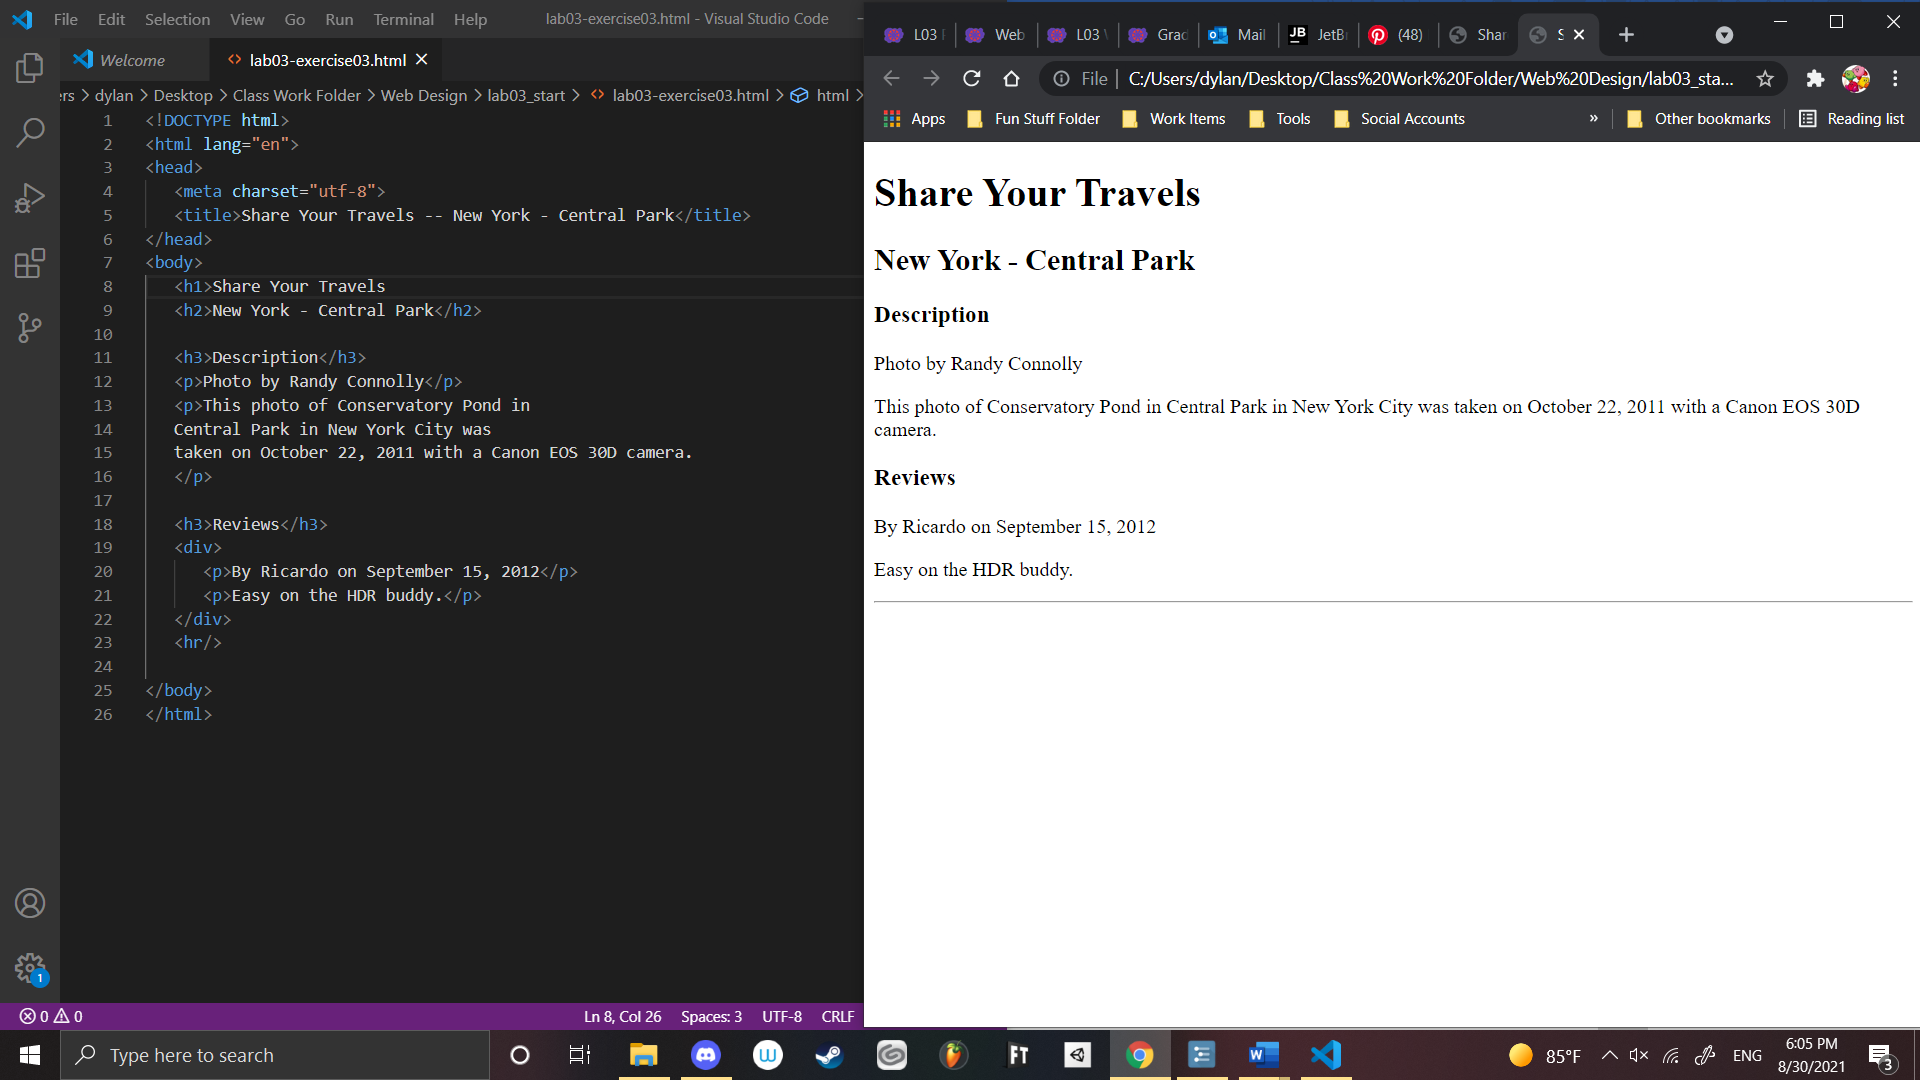 File Edit Selection View Go Run Terminal Help lab03-exercise03.html - Visual Studio Code
Welcome lab03-exercise03.html
ers > dylan > Desktop > Class Work Folder > Web Design > lab03_start > lab03-exercise03.html > html >
1 <!DOCTYPE html>
2 <html lang="en">
3 <head>
4 <meta charset="utf-8">
5 <title>Share Your Travels -- New York - Central Park</title>
6 </head>
7 <body>
8 <h1>Share Your Travels
9 <h2>New York - Central Park</h2>
10
11 <h3>Description</h3>
12 <p>Photo by Randy Connolly</p>
13 <p>This photo of Conservatory Pond in
14 Central Park in New York City was
15 taken on October 22, 2011 with a Canon EOS 30D camera.
16 </p>
17
18 <h3>Reviews</h3>
19 <div>
20 <p>By Ricardo on September 15, 2012</p>
21 <p>Easy on the HDR buddy.</p>
22 </div>
23 <hr/>
24
25 </body>
26 </html>
1
0 0 Ln 8, Col 26 Spaces: 3 UTF-8 CRLF
L03 Web L03 Grad Mail JB JetB (48) Shar S
File | C:/Users/dylan/Desktop/Class%20Work%20Folder/Web%20Design/lab03_sta...
Apps Fun Stuff Folder Work Items Tools Social Accounts » Other bookmarks Reading list
Share Your Travels
New York - Central Park
Description
Photo by Randy Connolly
This photo of Conservatory Pond in Central Park in New York City was taken on October 22, 2011 with a Canon EOS 30D
camera.
Reviews
By Ricardo on September 15, 2012
Easy on the HDR buddy.
Type here to search FT 85°F ENG 6:05 PM
8/30/2021 3